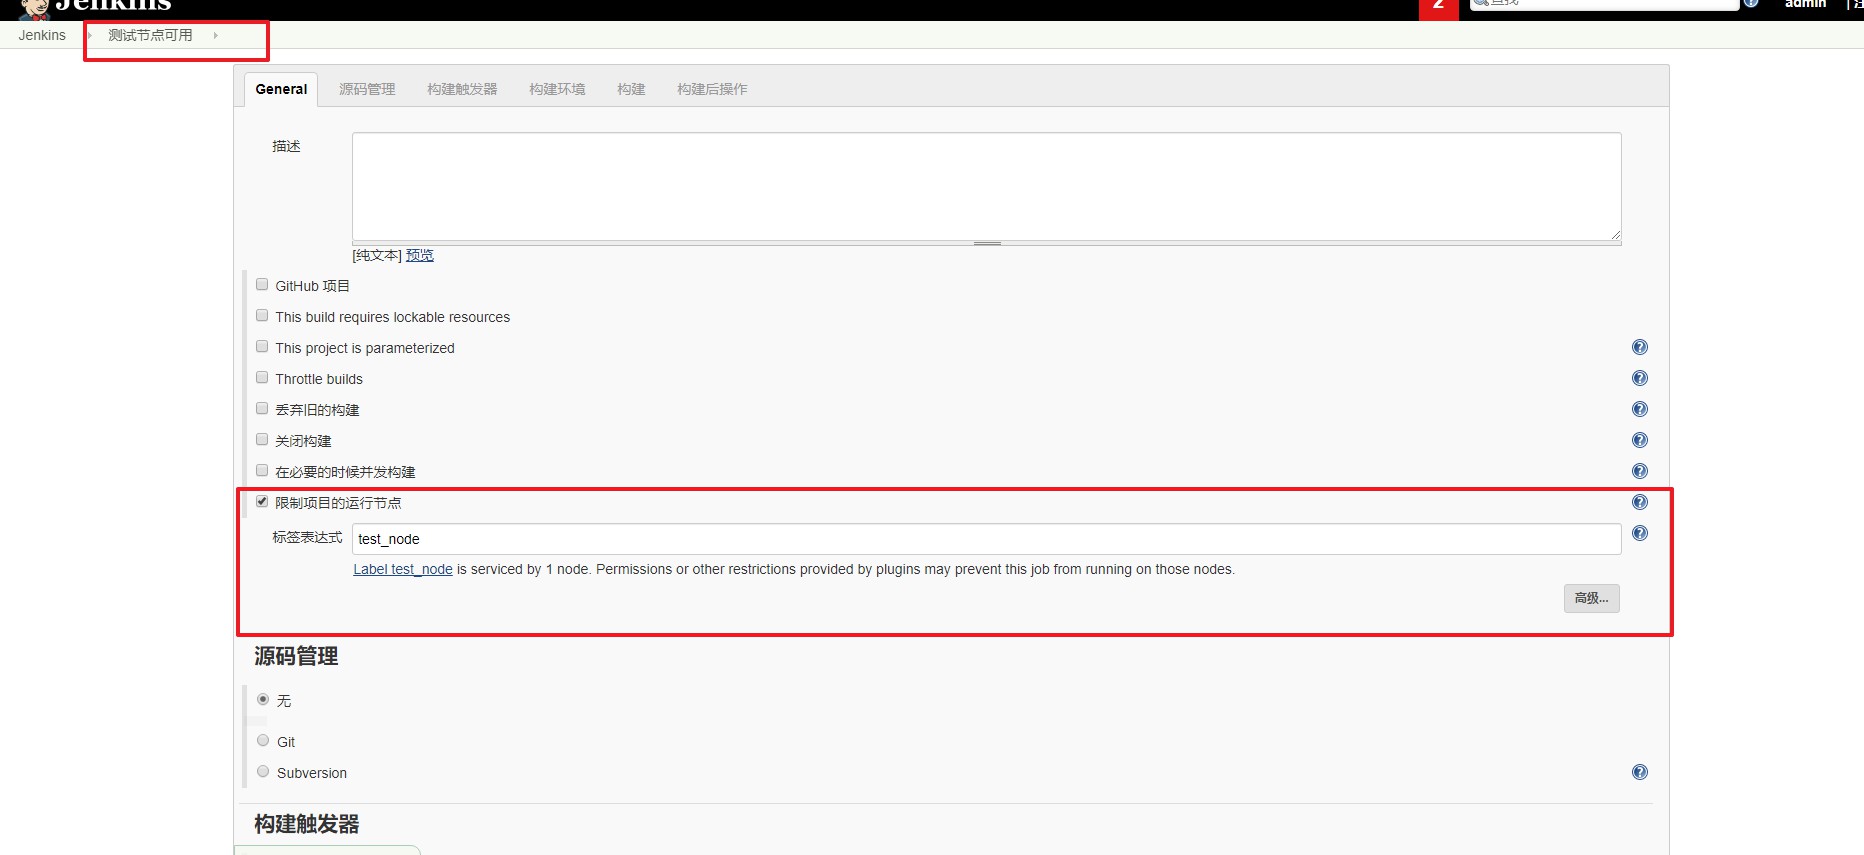 Jenkins
2
查找
admin
Jenkins
测试节点可用
General
源码管理
构建触发器
构建环境
构建
构建后操作
描述
[纯文本] 预览
GitHub 项目
This build requires lockable resources
This project is parameterized
Throttle builds
丢弃旧的构建
关闭构建
在必要的时候并发构建
限制项目的运行节点
标签表达式
test_node
Label test_node is serviced by 1 node. Permissions or other restrictions provided by plugins may prevent this job from running on those nodes.
高级...
源码管理
无
Git
Subversion
构建触发器